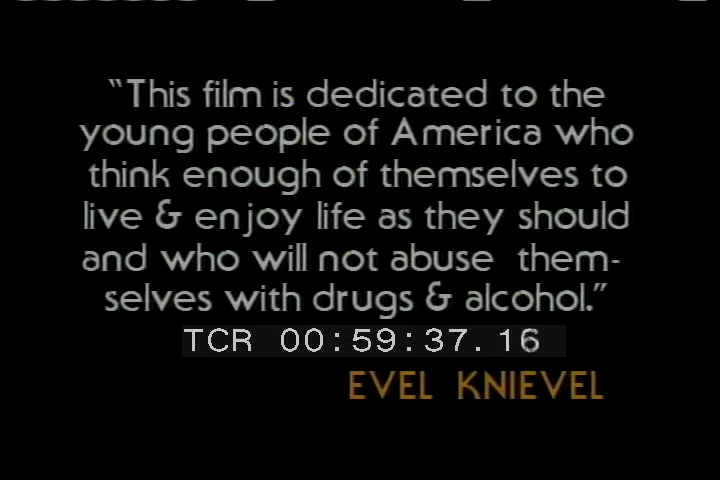 “This film is dedicated to the
young people of America who
think enough of themselves to
live & enjoy life as they should
and who will not abuse them-
selves with drugs & alcohol.”
TCR 00:59:37.16
EVEL KNIEVEL